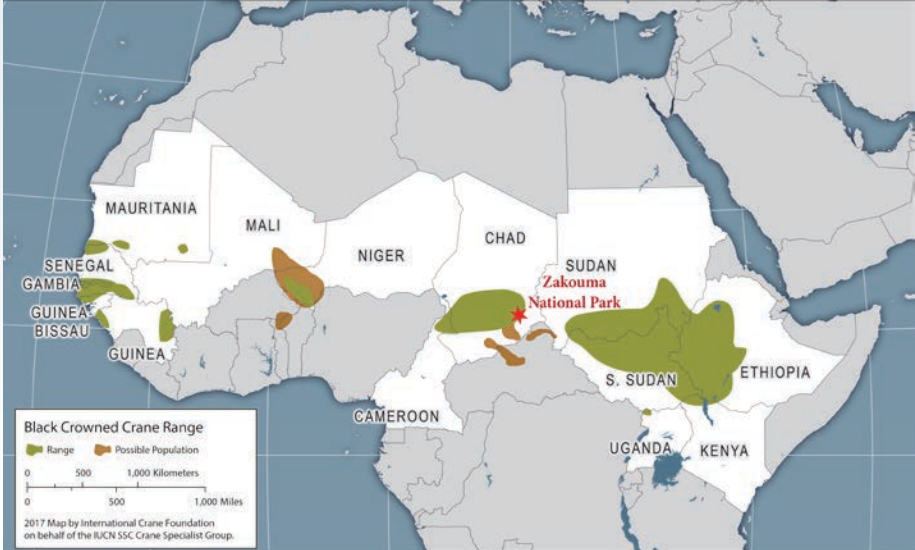 MAURITANIA
MALI
NIGER
CHAD
SUDAN
Zakouma
National Park
SENEGAL
GAMBIA
GUINEA
BISSAU
GUINEA
CAMEROON
S. SUDAN
ETHIOPIA
UGANDA
KENYA
Black Crowned Crane Range
Range Possible Population
0 500 1,000 Kilometers
0 500 1,000 Miles
2017 Map by International Crane Foundation
on behalf of the IUCN SSC Crane Specialist Group.